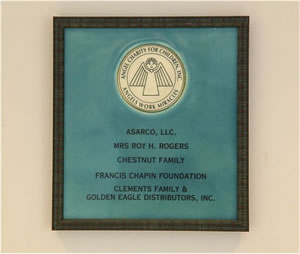 ANGEL CHARITY FOR CHILDREN, INC.
ANGELS WORK MIRACLES
ASARCO, LLC.
MRS ROY H. ROGERS
CHESTNUT FAMILY
FRANCIS CHAPIN FOUNDATION
CLEMENTS FAMILY &
GOLDEN EAGLE DISTRIBUTORS, INC.